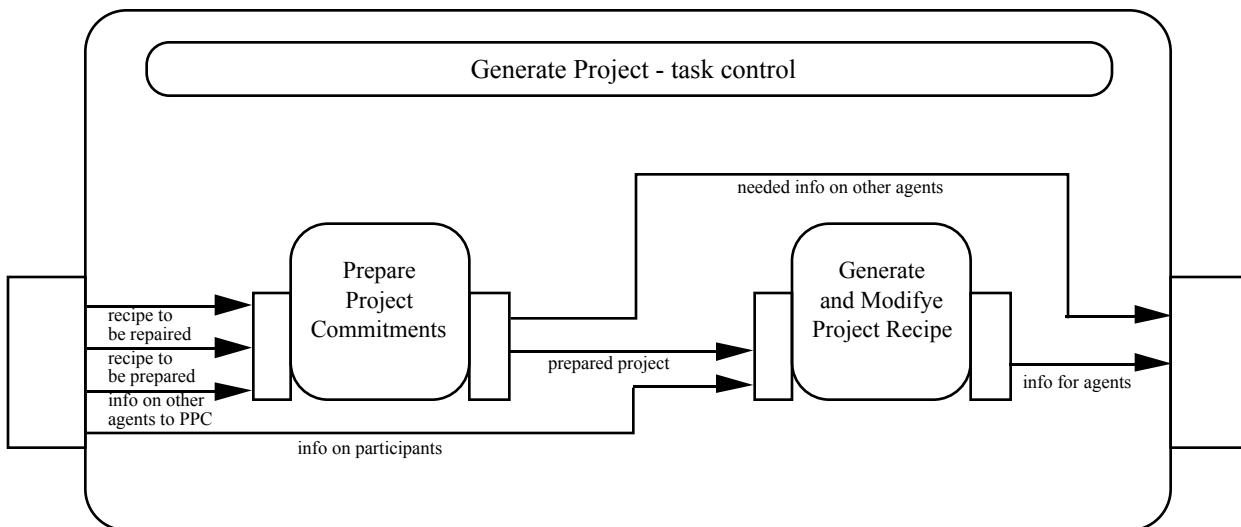 Generate Project - task control
needed info on other agents
Prepare
Project
Commitments
Generate
and Modifye
Project Recipe
recipe to
be repaired
recipe to
be prepared
info on other
agents to PPC
prepared project
info for agents
info on participants